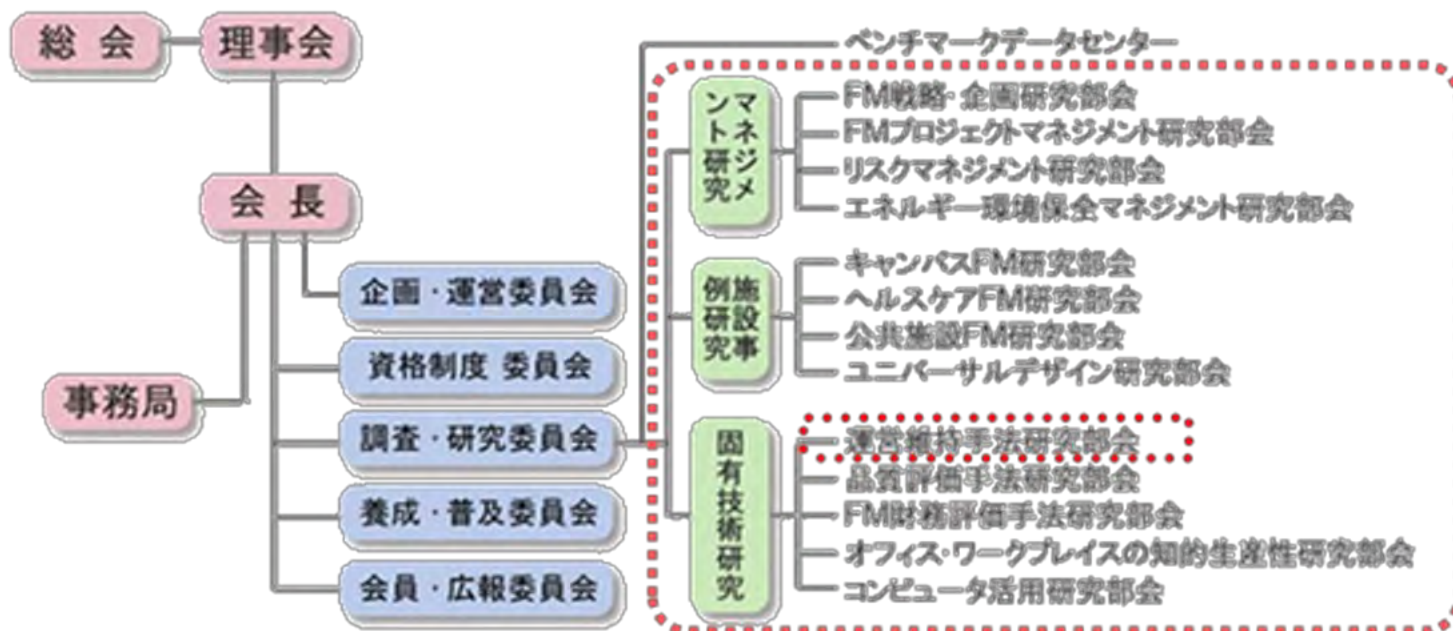 総 会
理事会
会 長
事務局
企画・運営委員会
資格制度 委員会
調査・研究委員会
養成・普及委員会
会員・広報委員会
ベンチマークデータセンター
マネジメント研究
FM戦略・企画研究部会
FMプロジェクトマネジメント研究部会
リスクマネジメント研究部会
エネルギー環境保全マネジメント研究部会
施設事例研究
キャンパスFM研究部会
ヘルスケアFM研究部会
公共施設FM研究部会
ユニバーサルデザイン研究部会
固有技術研究
運営維持手法研究部会
品質評価手法研究部会
FM財務評価手法研究部会
オフィス・ワークプレイスの知的生産性研究部会
コンピュータ活用研究部会